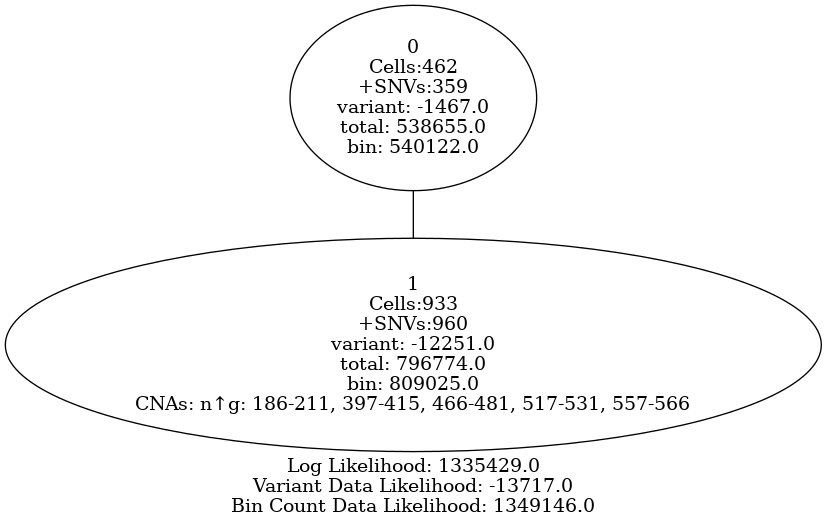 0
Cells:462
+SNVs:359
variant: -1467.0
total: 538655.0
bin: 540122.0
1
Cells:933
+SNVs:960
variant: -12251.0
total: 796774.0
bin: 809025.0
CNAs: n↑g: 186-211, 397-415, 466-481, 517-531, 557-566
Log Likelihood: 1335429.0
Variant Data Likelihood: -13717.0
Bin Count Data Likelihood: 1349146.0